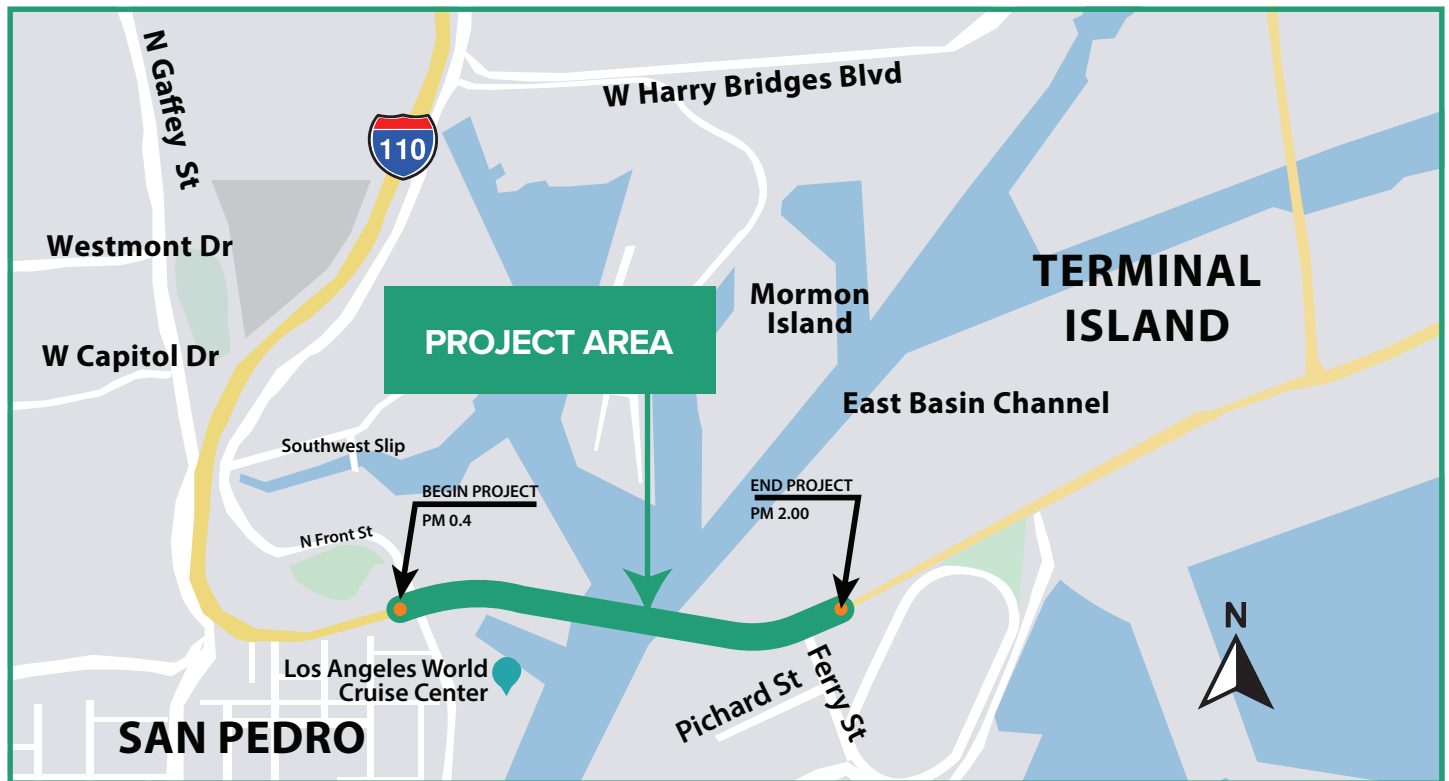 N Gaffey St
W Harry Bridges Blvd
110
Westmont Dr
TERMINAL
ISLAND
Mormon
Island
PROJECT AREA
W Capitol Dr
East Basin Channel
Southwest Slip
BEGIN PROJECT
PM 0.4
END PROJECT
PM 2.00
N Front St
N
Los Angeles World
Cruise Center
Pichard St
Ferry St
SAN PEDRO